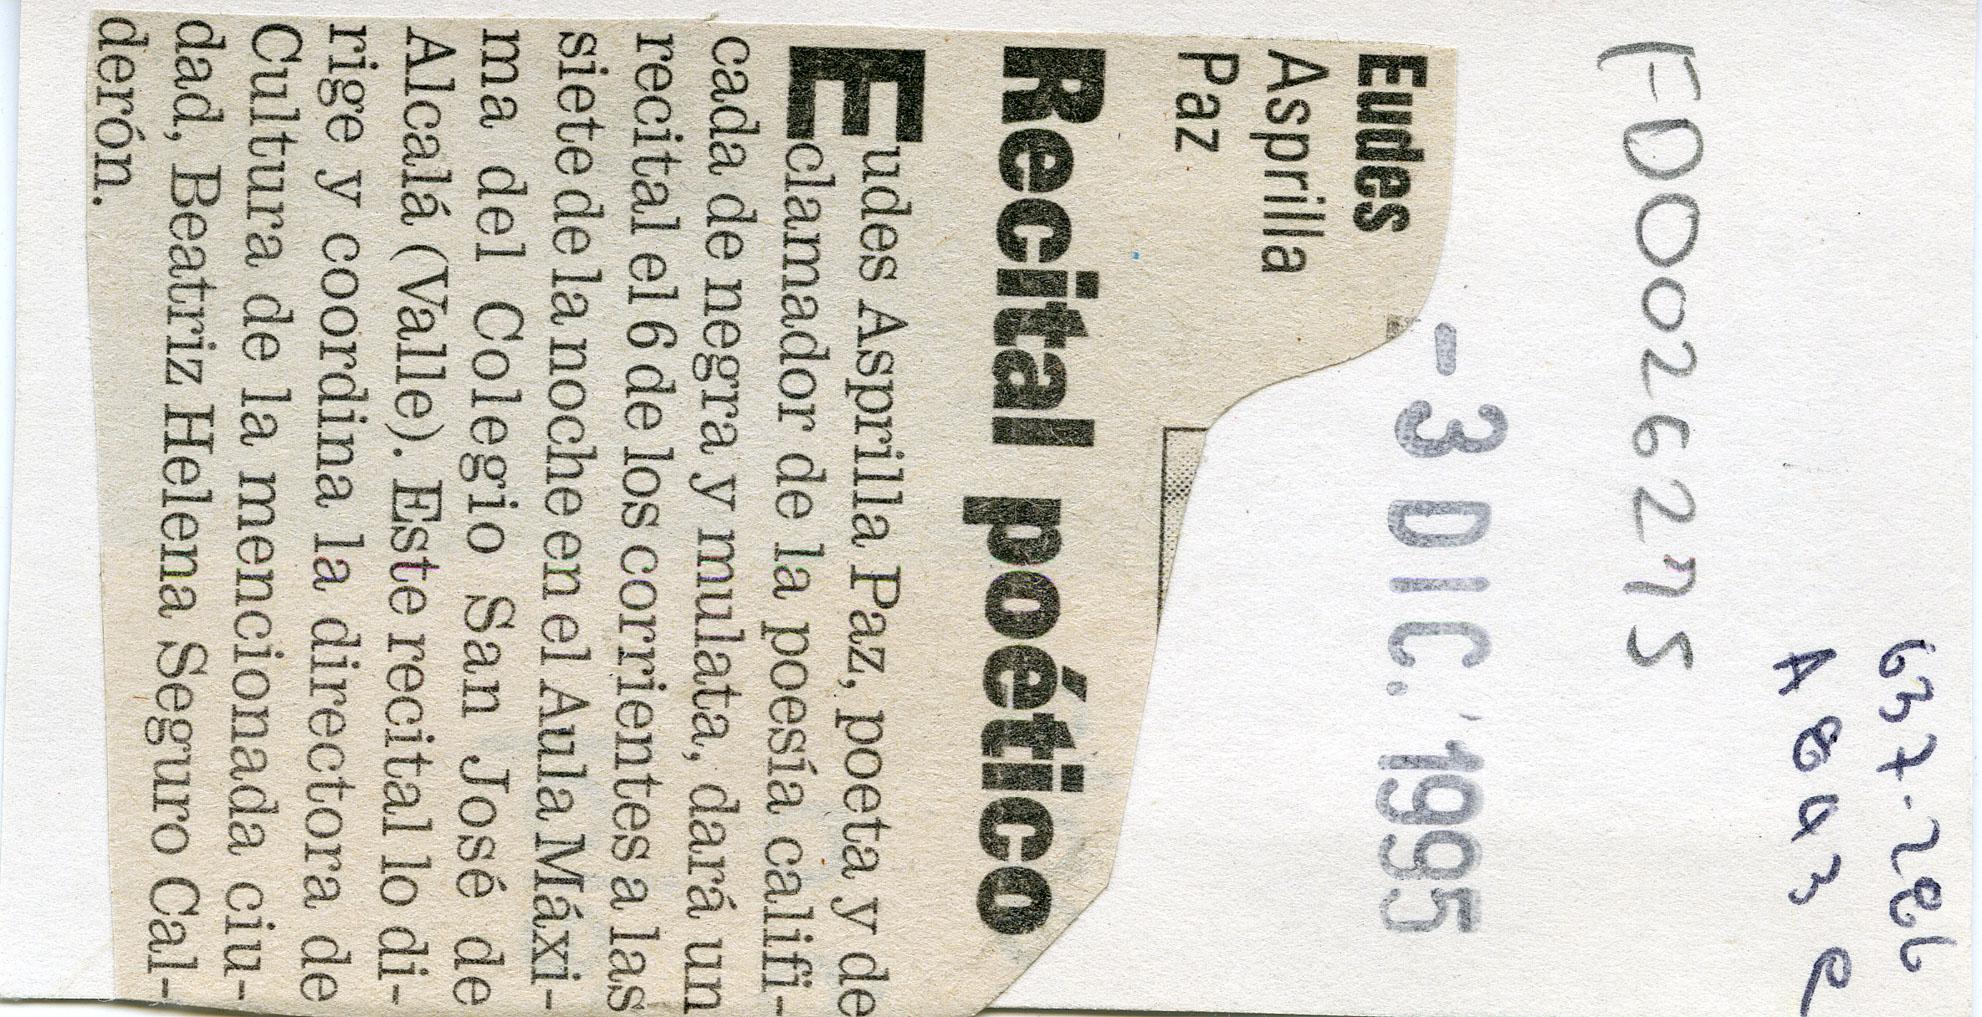 637-286
A843e
FD002675
-3 DIC. 1995
Eudes
Asprilla
Paz
Recital poético
Eudes Asprilla Paz, poeta y de
clamador de la poesía califi-
cada de negra y mulata, dará un
recital el 6 de los corrientes a las
siete de la noche en el Aula Máxi-
ma del Colegio San José de
Alcalá (Valle). Este recital lo di-
rige y coordina la directora de
Cultura de la mencionada ciu-
dad, Beatriz Helena Seguro Cal-
derón.